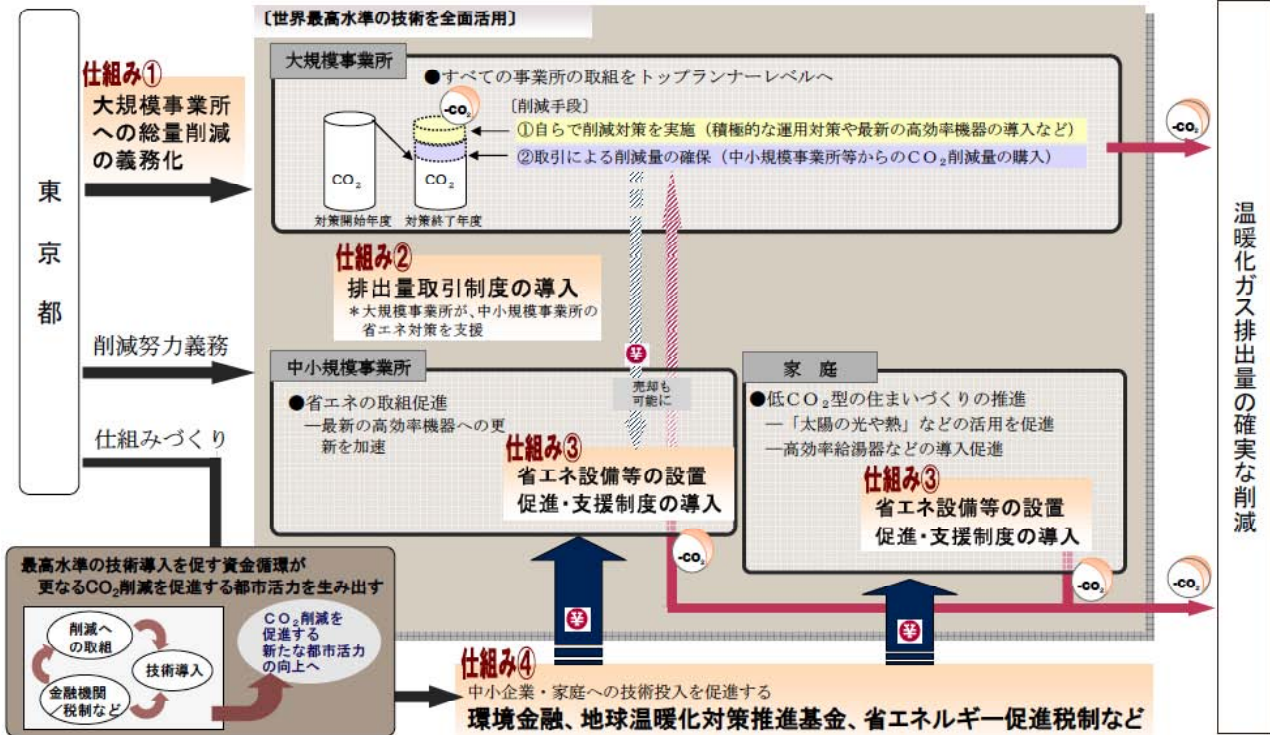 〔世界最高水準の技術を全面活用〕
東京都
仕組み①
大規模事業所
への総量削減
の義務化
大規模事業所
●すべての事業所の取組をトップランナーレベルへ
-CO₂
〔削減手段〕
①自らで削減対策を実施（積極的な運用対策や最新の高効率機器の導入など）
②取引による削減量の確保（中小規模事業所等からのCO₂削減量の購入）
CO₂
CO₂
対策開始年度
対策終了年度
-CO₂
仕組み②
排出量取引制度の導入
＊大規模事業所が、中小規模事業所の
省エネ対策を支援
¥
売却も
可能に
削減努力義務
中小規模事業所
●省エネの取組促進
―最新の高効率機器への更
新を加速
仕組み③
省エネ設備等の設置
促進・支援制度の導入
-CO₂
家庭
●低CO₂型の住まいづくりの推進
―「太陽の光や熱」などの活用を促進
―高効率給湯器などの導入促進
仕組み③
省エネ設備等の設置
促進・支援制度の導入
-CO₂
-CO₂
温暖化ガス排出量の確実な削減
仕組みづくり
最高水準の技術導入を促す資金循環が
更なるCO₂削減を促進する都市活力を生み出す
削減へ
の取組
技術導入
金融機関
／税制など
CO₂削減を
促進する
新たな都市活力
の向上へ
¥
¥
仕組み④
中小企業・家庭への技術投入を促進する
環境金融、地球温暖化対策推進基金、省エネルギー促進税制など